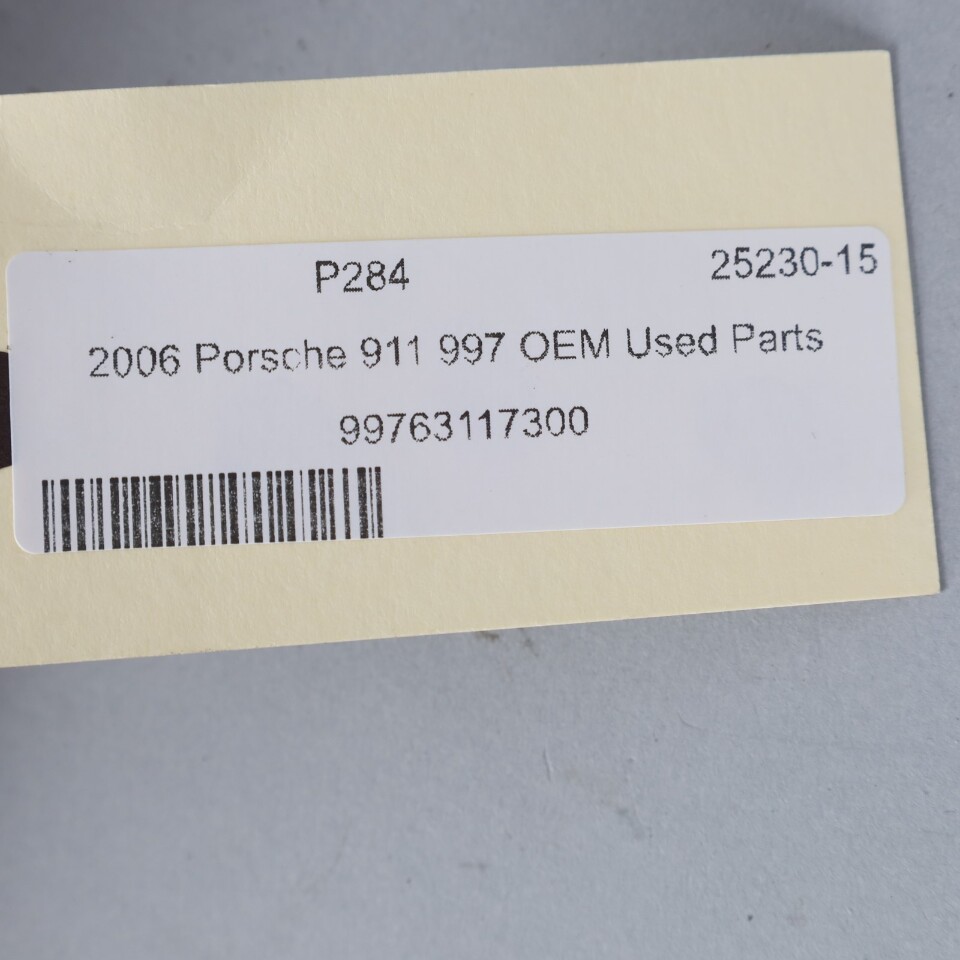 P284 25230-15
2006 Porsche 911 997 OEM Used Parts
99763117300